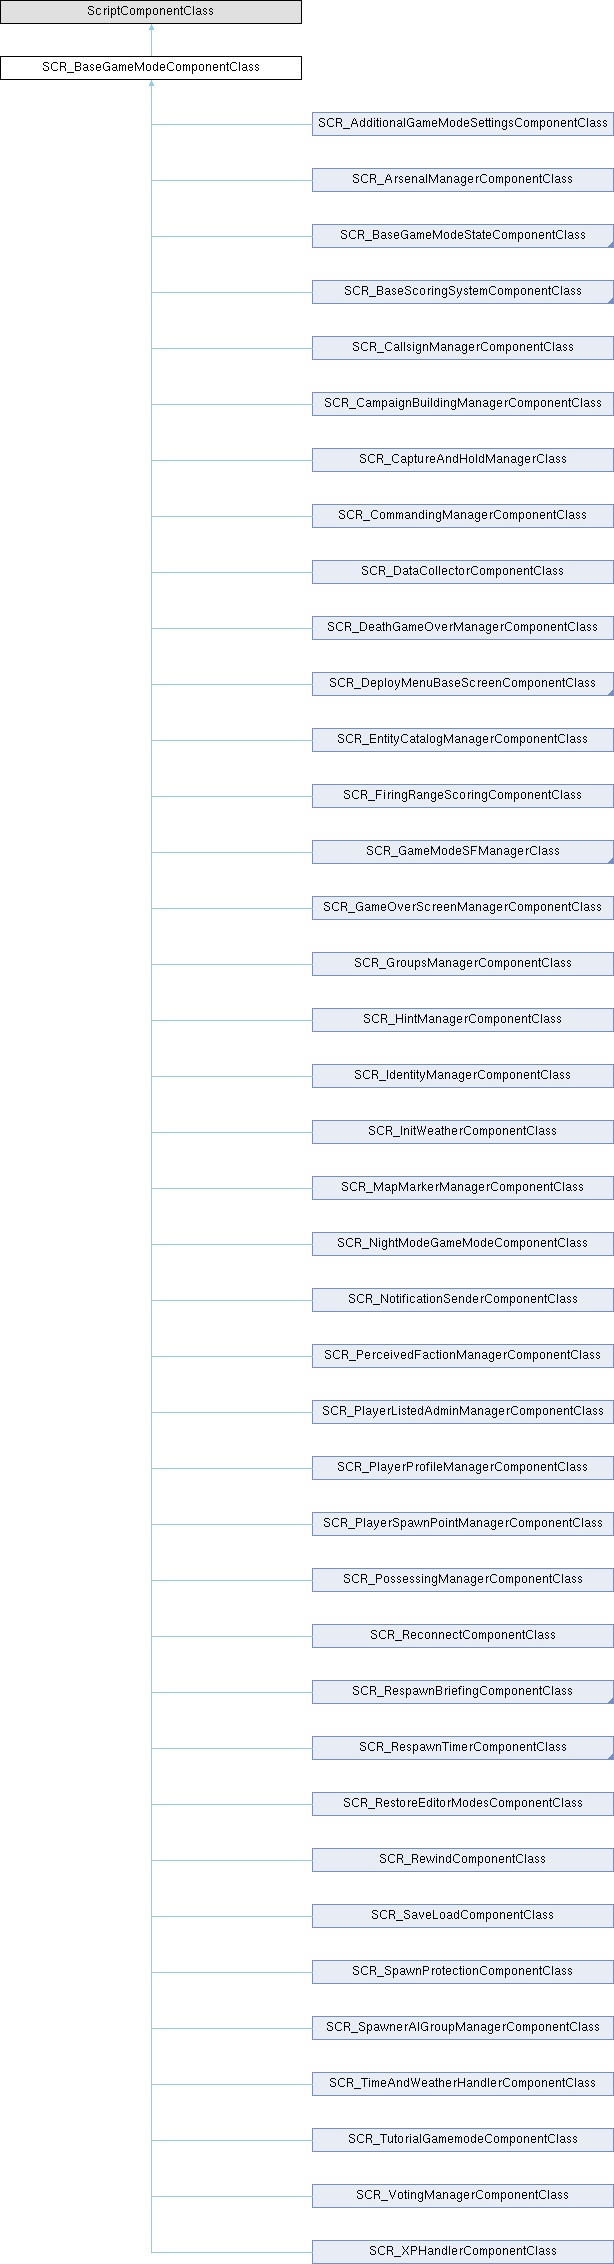 ScriptComponentClass
SCR_BaseGameModeComponentClass
SCR_AdditionalGameModeSettingsComponentClass
SCR_ArsenalManagerComponentClass
SCR_BaseGameModeStateComponentClass
SCR_BaseScoringSystemComponentClass
SCR_CallsignManagerComponentClass
SCR_CampaignBuildingManagerComponentClass
SCR_CaptureAndHoldManagerClass
SCR_CommandingManagerComponentClass
SCR_DataCollectorComponentClass
SCR_DeathGameOverManagerComponentClass
SCR_DeployMenuBaseScreenComponentClass
SCR_EntityCatalogManagerComponentClass
SCR_FiringRangeScoringComponentClass
SCR_GameModeSFManagerClass
SCR_GameOverScreenManagerComponentClass
SCR_GroupsManagerComponentClass
SCR_HintManagerComponentClass
SCR_IdentityManagerComponentClass
SCR_InitWeatherComponentClass
SCR_MapMarkerManagerComponentClass
SCR_NightModeGameModeComponentClass
SCR_NotificationSenderComponentClass
SCR_PerceivedFactionManagerComponentClass
SCR_PlayerListedAdminManagerComponentClass
SCR_PlayerProfileManagerComponentClass
SCR_PlayerSpawnPointManagerComponentClass
SCR_PossessingManagerComponentClass
SCR_ReconnectComponentClass
SCR_RespawnBriefingComponentClass
SCR_RespawnTimerComponentClass
SCR_RestoreEditorModesComponentClass
SCR_RewindComponentClass
SCR_SaveLoadComponentClass
SCR_SpawnProtectionComponentClass
SCR_SpawnerAIGroupManagerComponentClass
SCR_TimeAndWeatherHandlerComponentClass
SCR_TutorialGamemodeComponentClass
SCR_VotingManagerComponentClass
SCR_XPHandlerComponentClass